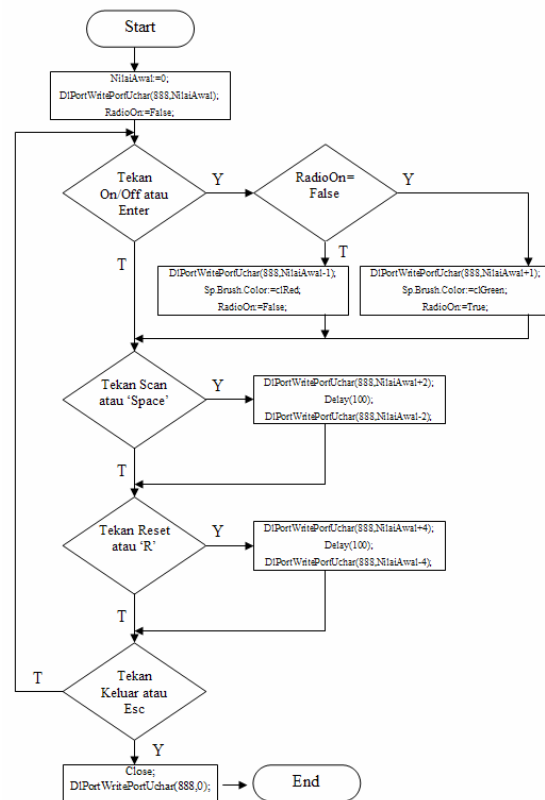 Start
NilaiAwal:=0;
DlPortWritePortUchar(888,NilaiAwal);
RadioOn:=False;
Tekan
On/Off atau
Enter
Y
RadioOn=
False
Y
T
T
DlPortWritePortUchar(888,NilaiAwal-1);
Sp.Brush.Color:=clRed;
RadioOn:=False;
DlPortWritePortUchar(888,NilaiAwal+1);
Sp.Brush.Color:=clGreen;
RadioOn:=True;
Tekan Scan
atau ‘Space’
Y
DlPortWritePortUchar(888,NilaiAwal+2);
Delay(100);
DlPortWritePortUchar(888,NilaiAwal-2);
T
Tekan Reset
atau ‘R’
Y
DlPortWritePortUchar(888,NilaiAwal+4);
Delay(100);
DlPortWritePortUchar(888,NilaiAwal-4);
T
Tekan
Keluar atau
Esc
T
Y
Close;
DlPortWritePortUchar(888,0);
End